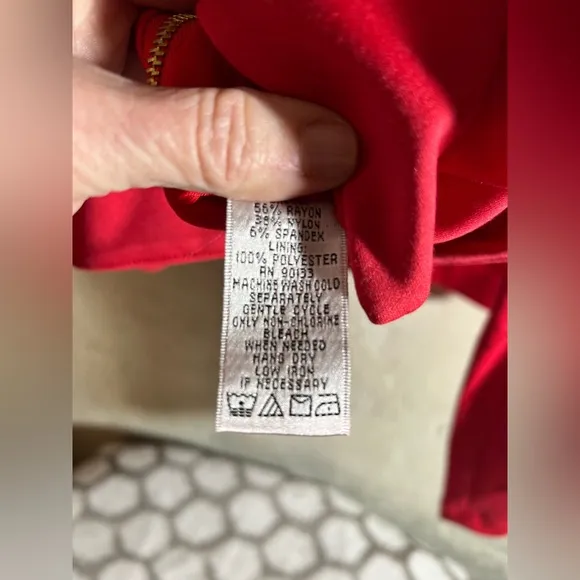 56% RAYON
38% NYLON
6% SPANDEX
LINING:
100% POLYESTER
RN 90133
MACHINE WASH COLD
SEPARATELY
GENTLE CYCLE
ONLY NON-CHLORINE
BLEACH
WHEN NEEDED
HANG DRY
LOW IRON
IF NECESSARY